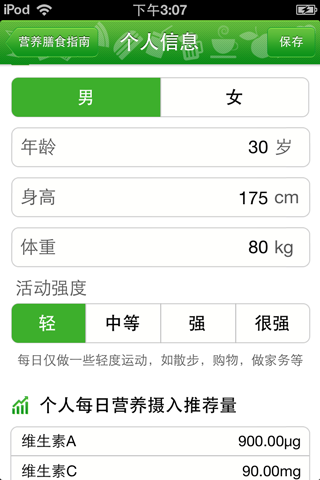 iPod 下午3:07
营养膳食指南 个人信息 保存
男 女
年龄 30 岁
身高 175 cm
体重 80 kg
活动强度
轻 中等 强 很强
每日仅做一些轻度运动，如散步，购物，做家务等
个人每日营养摄入推荐量
维生素A 900.00μg
维生素C 90.00mg